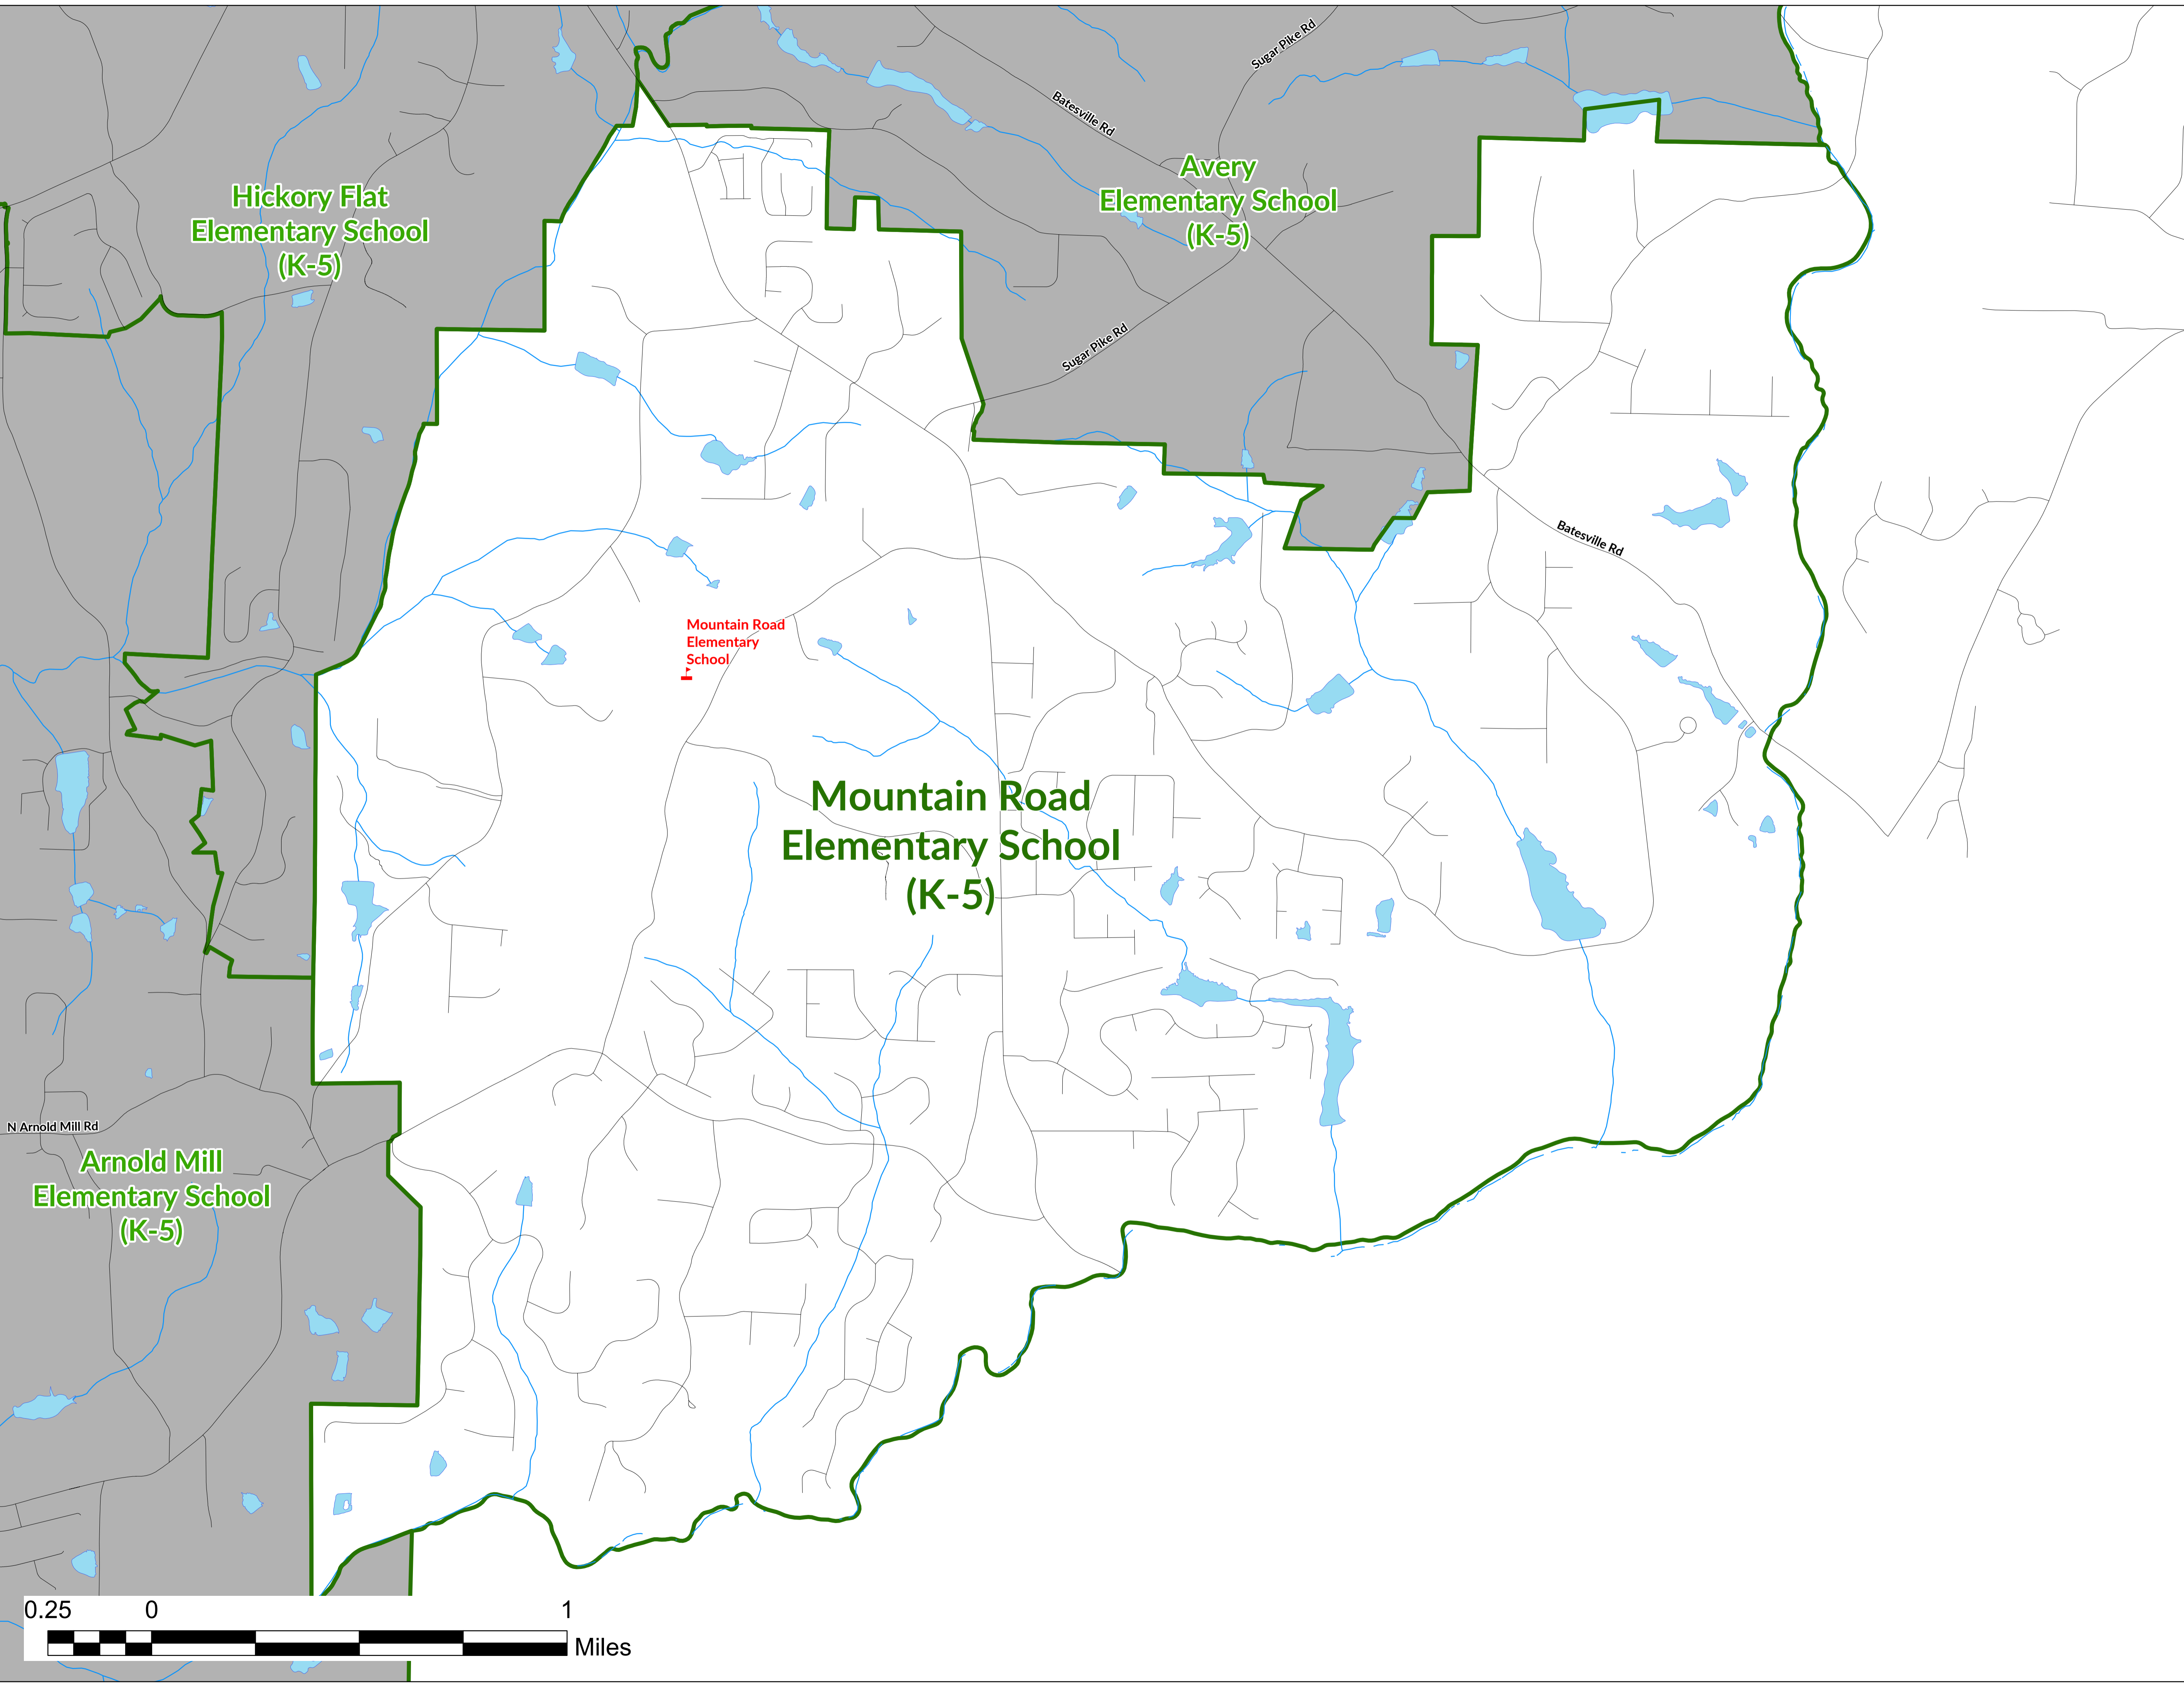 Sugar Pike Rd
Batesville Rd
Avery
Elementary School
(K-5)
Hickory Flat
Elementary School
(K-5)
Sugar Pike Rd
Batesville Rd
Mountain Road
Elementary
School
Mountain Road
Elementary School
(K-5)
N Arnold Mill Rd
Arnold Mill
Elementary School
(K-5)
0.25 0 1
Miles